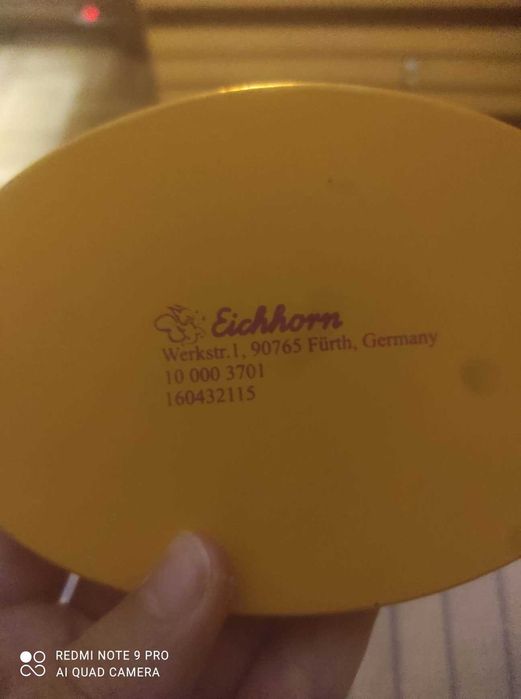 Eichhorn
Werkstr.1, 90765 Fürth, Germany
10 000 3701
160432115
REDMI NOTE 9 PRO
AI QUAD CAMERA